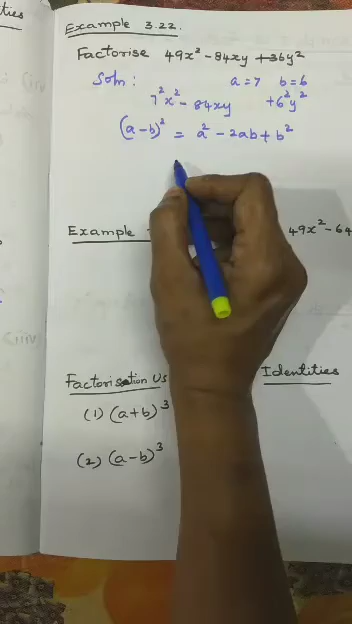 Example 3.22.
Factorise 49x² - 84xy + 36y²
Soln: a = 7 b = 6
7²x² - 84xy + 6²y²
(a-b)² = a² - 2ab + b²
Example 49x² - 64
Factorisation Us Identities
(1) (a+b)³
(2) (a-b)³